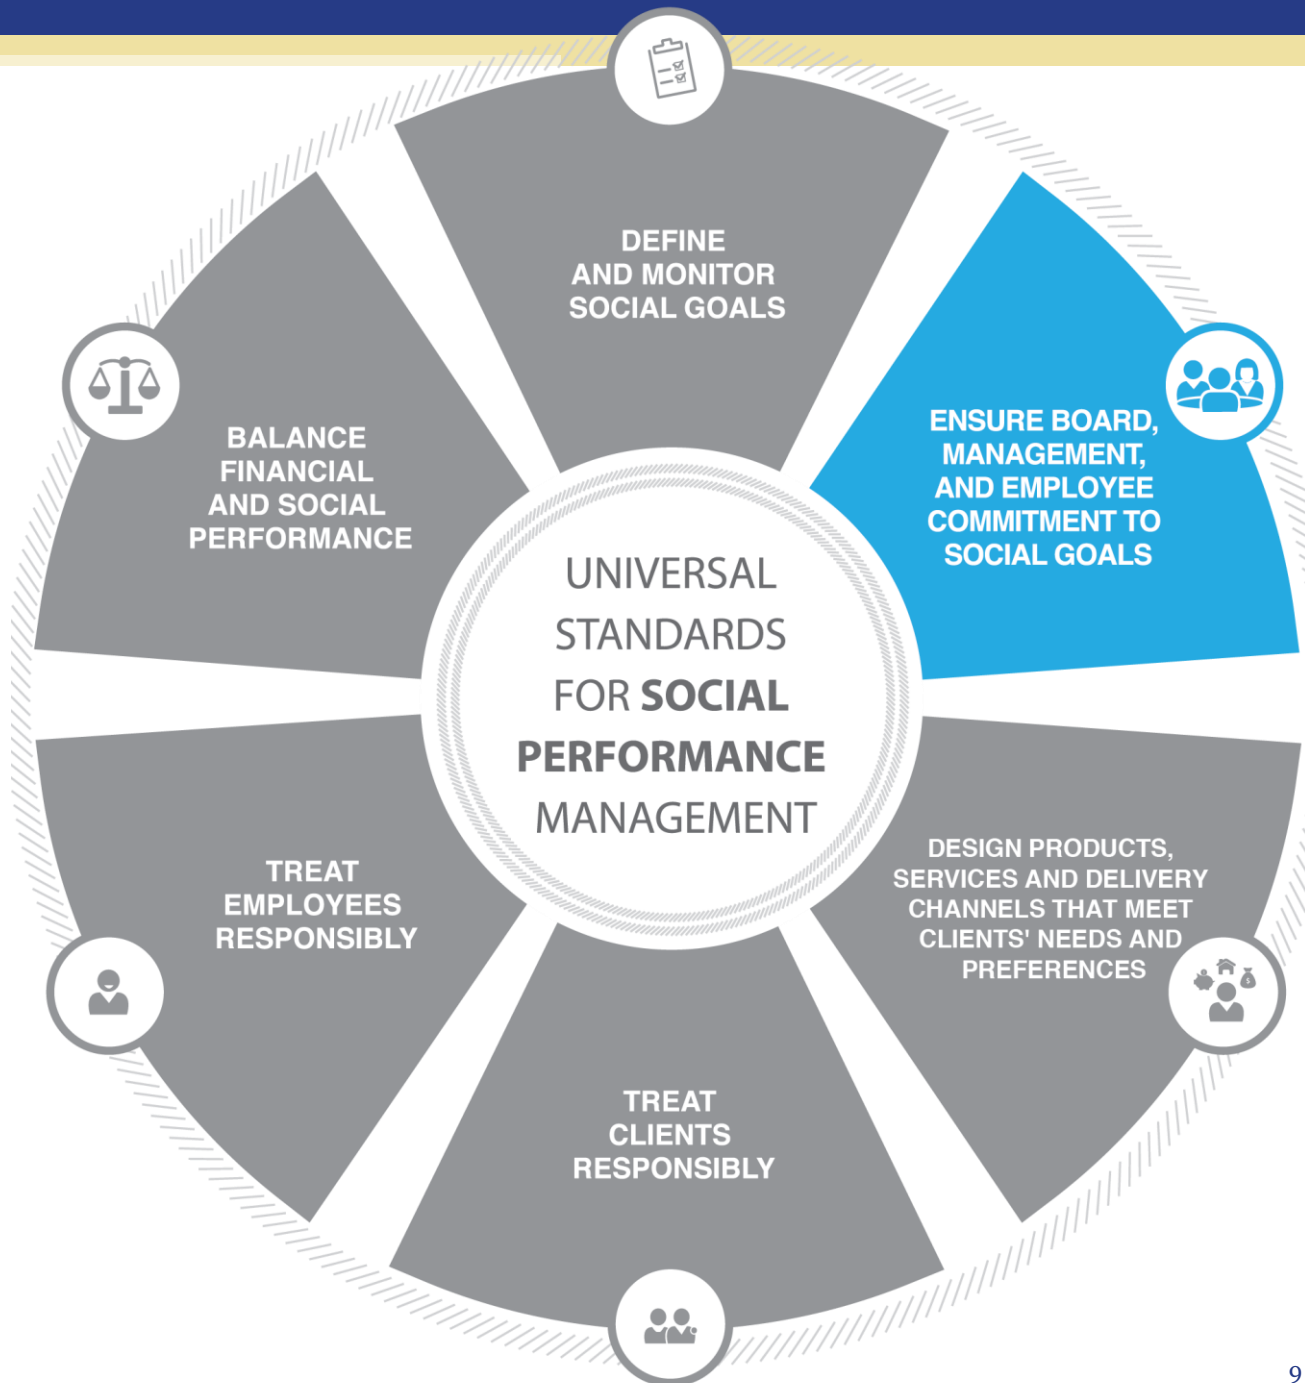 DEFINE
AND MONITOR
SOCIAL GOALS
ENSURE BOARD,
MANAGEMENT,
AND EMPLOYEE
COMMITMENT TO
SOCIAL GOALS
DESIGN PRODUCTS,
SERVICES AND DELIVERY
CHANNELS THAT MEET
CLIENTS' NEEDS AND
PREFERENCES
TREAT
CLIENTS
RESPONSIBLY
TREAT
EMPLOYEES
RESPONSIBLY
BALANCE
FINANCIAL
AND SOCIAL
PERFORMANCE
UNIVERSAL
STANDARDS
FOR SOCIAL
PERFORMANCE
MANAGEMENT
$
9